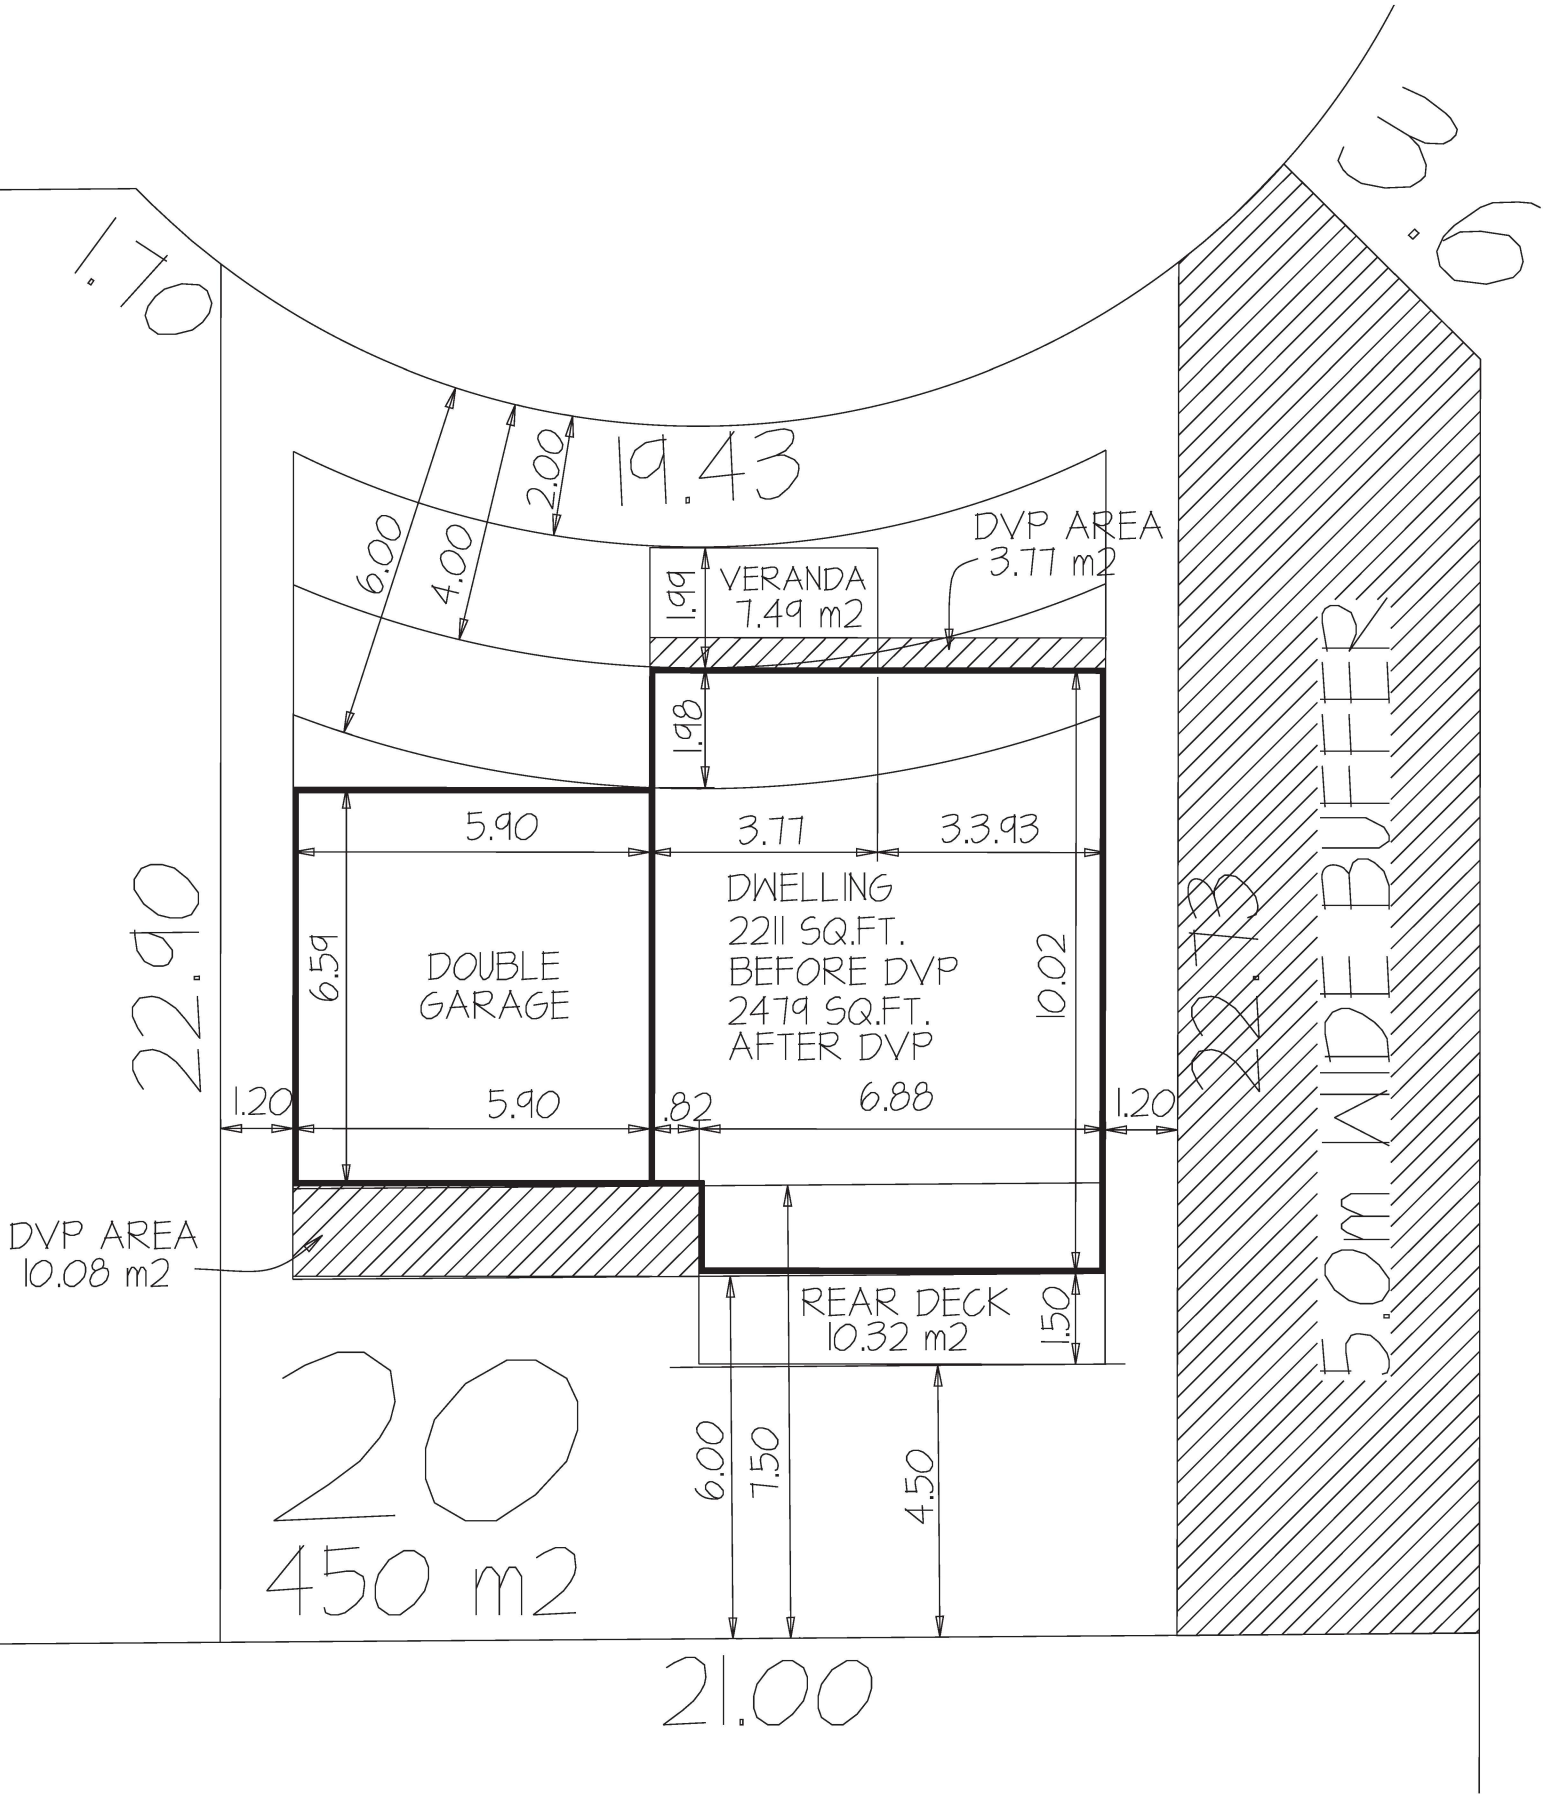 1.70
6.63
19.43
2.00
4.00
6.00
DVP AREA
3.77 m2
1.99
VERANDA
7.49 m2
1.98
5.90
3.77
3.3.93
22.90
6.59
DOUBLE
GARAGE
DWELLING
2211 SQ.FT.
BEFORE DVP
2479 SQ.FT.
AFTER DVP
10.02
22.73
5.0m MIDE BUFFER
1.20
5.90
.82
6.88
1.20
DVP AREA
10.08 m2
REAR DECK
10.32 m2
1.50
20
450 m2
6.00
7.50
4.50
21.00